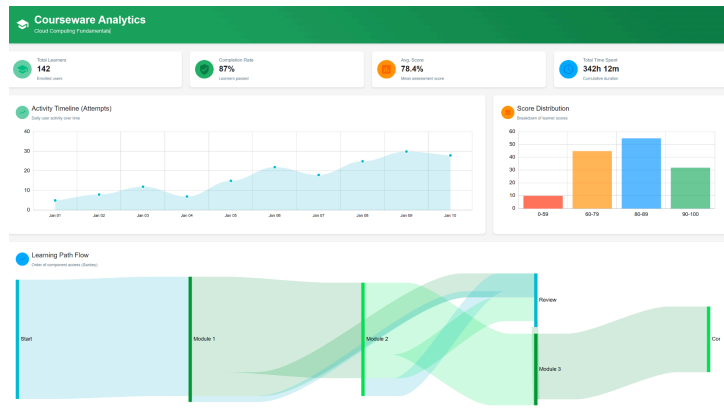 Courseware Analytics
Cloud Computing Fundamentals
Total Learners
142
Enrolled users
Completion Rate
87%
Learners passed
Avg. Score
78.4%
Mean assessment score
Total Time Spent
342h 12m
Cumulative duration
Activity Timeline (Attempts)
Daily user activity over time
40
30
20
10
0
Jan 01
Jan 02
Jan 03
Jan 04
Jan 05
Jan 06
Jan 07
Jan 08
Jan 09
Jan 10
Score Distribution
Breakdown of learner scores
60
50
40
30
20
10
0
0-59
60-79
80-89
90-100
Learning Path Flow
Order of component access (Sankey)
Start
Module 1
Module 2
Review
Module 3
Cor